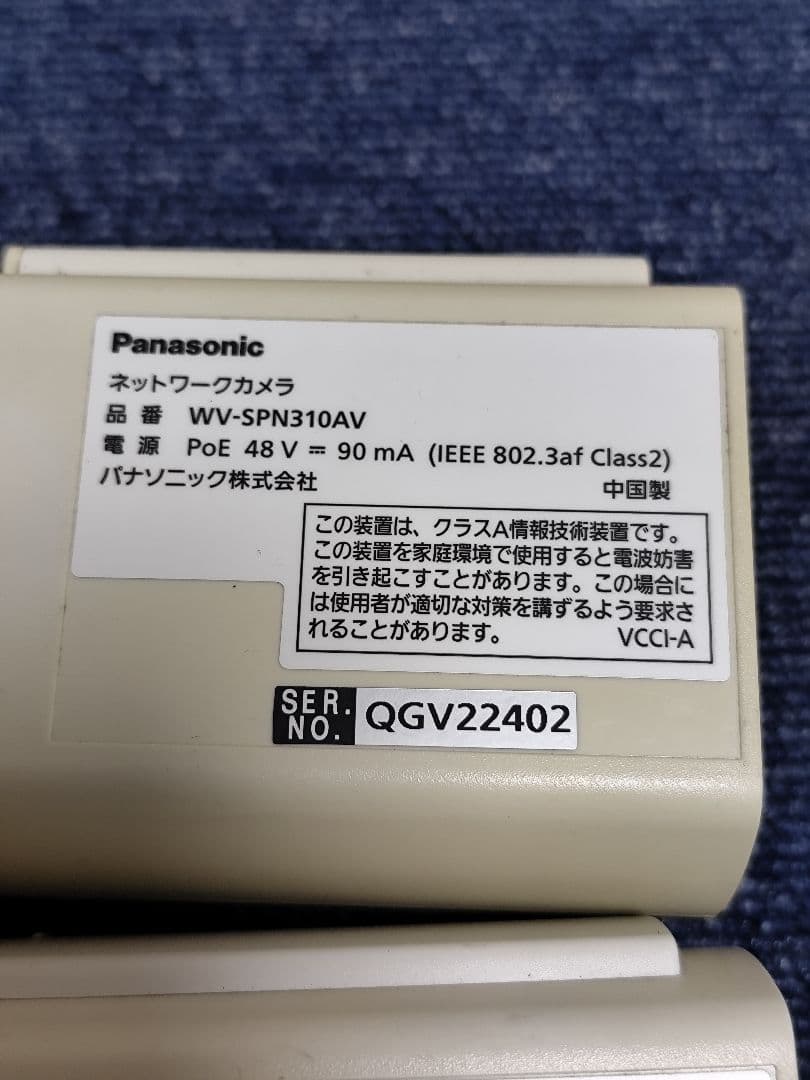 Panasonic
ネットワークカメラ
品番 WV-SPN310AV
電源 PoE 48 V ⎓ 90 mA (IEEE 802.3af Class2)
パナソニック株式会社 中国製
この装置は、クラスA情報技術装置です。
この装置を家庭環境で使用すると電波妨害
を引き起こすことがあります。この場合に
は使用者が適切な対策を講ずるよう要求さ
れることがあります。 VCCI-A
SER. NO. QGV22402